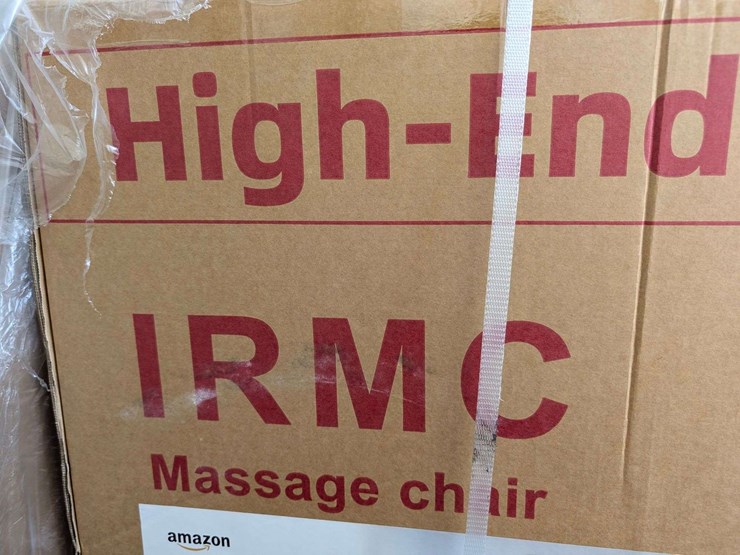 High-End
IRMC
Massage chair
amazon